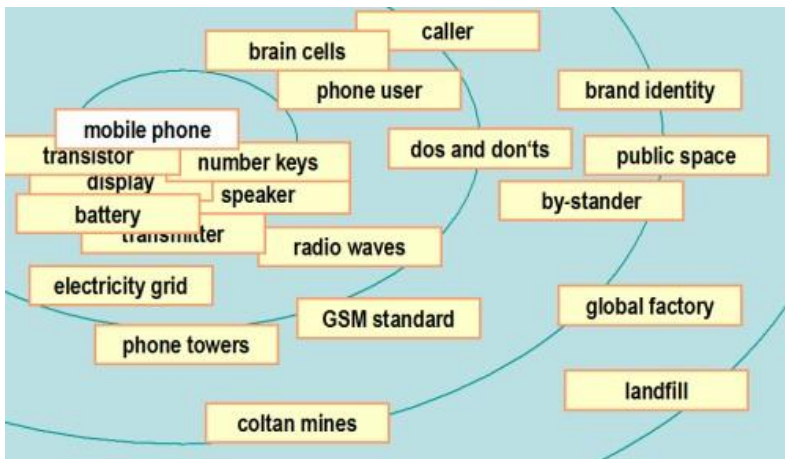 caller
brain cells
phone user
brand identity
mobile phone
dos and don‘ts
public space
transistor
number keys
display
speaker
by-stander
battery
transmitter
radio waves
electricity grid
global factory
GSM standard
phone towers
landfill
coltan mines